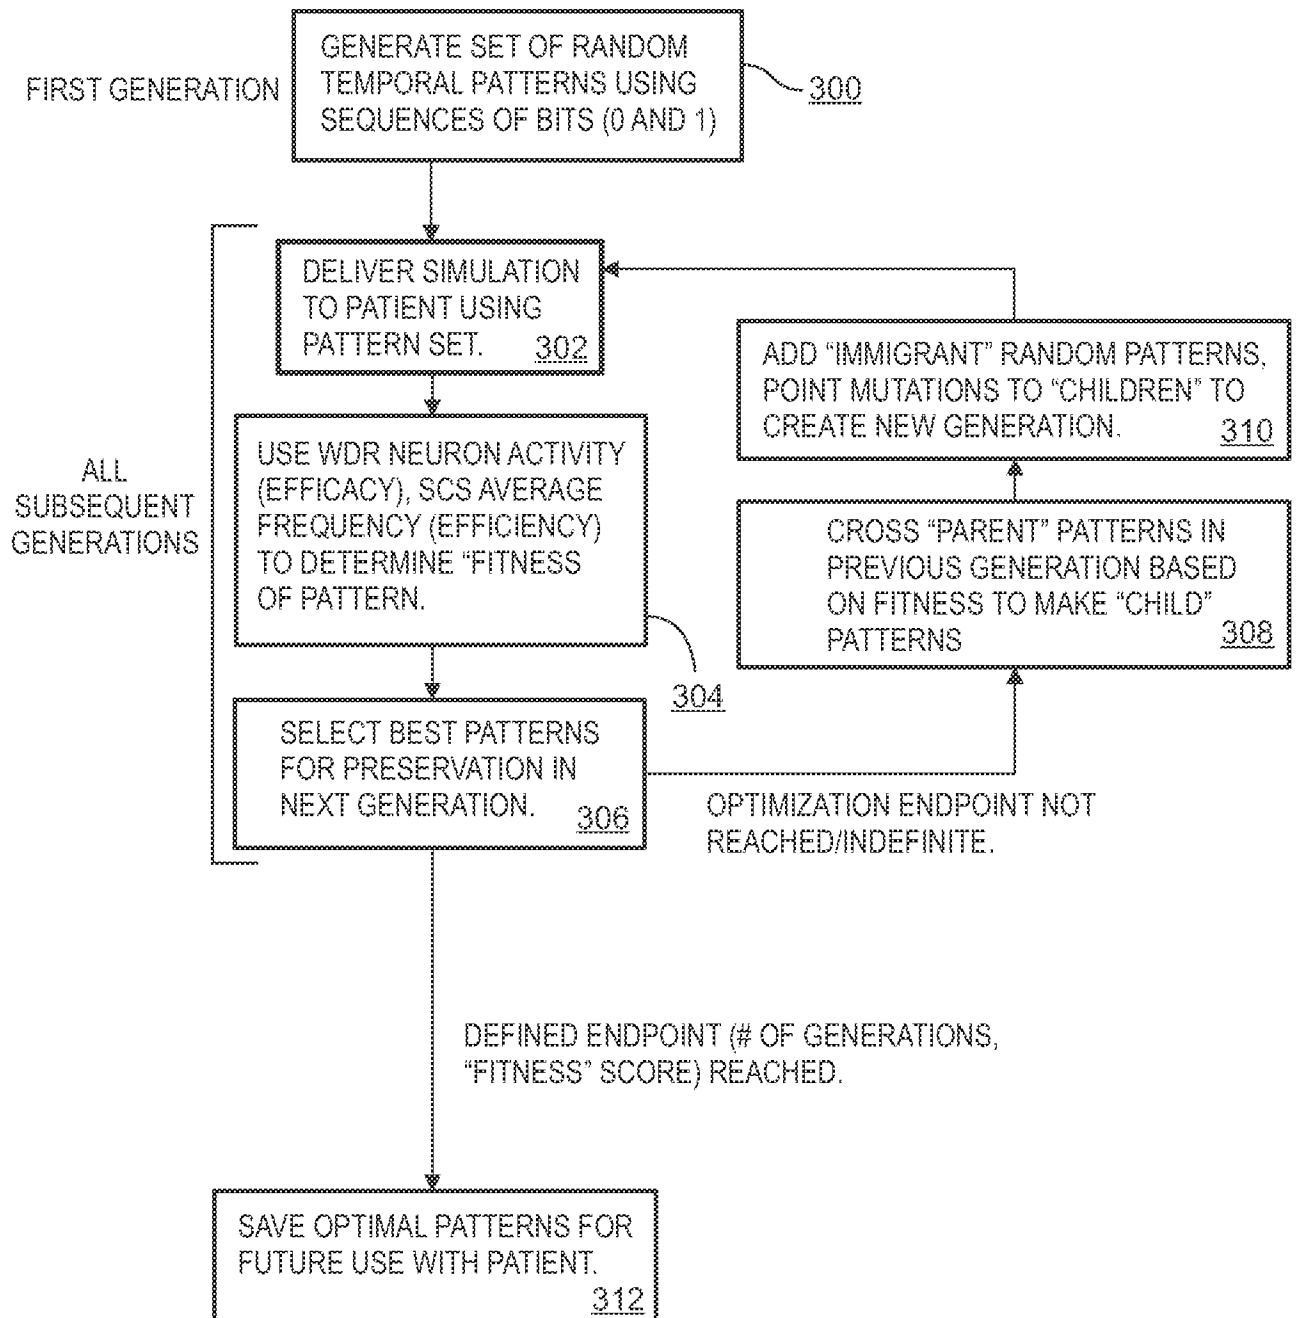 FIRST GENERATION
GENERATE SET OF RANDOM
TEMPORAL PATTERNS USING
SEQUENCES OF BITS (0 AND 1)
300
ALL
SUBSEQUENT
GENERATIONS
DELIVER SIMULATION
TO PATIENT USING
PATTERN SET.
302
USE WDR NEURON ACTIVITY
(EFFICACY), SCS AVERAGE
FREQUENCY (EFFICIENCY)
TO DETERMINE “FITNESS
OF PATTERN.
304
SELECT BEST PATTERNS
FOR PRESERVATION IN
NEXT GENERATION.
306
OPTIMIZATION ENDPOINT NOT
REACHED/INDEFINITE.
CROSS “PARENT” PATTERNS IN
PREVIOUS GENERATION BASED
ON FITNESS TO MAKE “CHILD”
PATTERNS
308
ADD “IMMIGRANT” RANDOM PATTERNS,
POINT MUTATIONS TO “CHILDREN” TO
CREATE NEW GENERATION.
310
DEFINED ENDPOINT (# OF GENERATIONS,
“FITNESS” SCORE) REACHED.
SAVE OPTIMAL PATTERNS FOR
FUTURE USE WITH PATIENT.
312